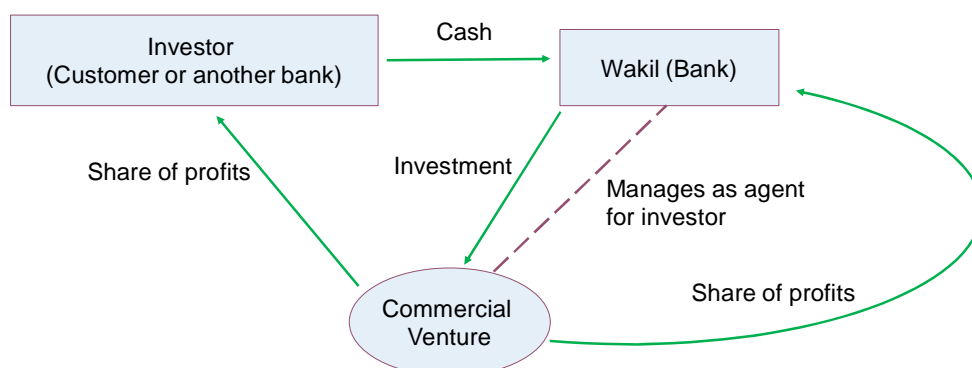 Investor
(Customer or another bank)
Cash
Wakil (Bank)
Share of profits
Investment
Manages as agent
for investor
Share of profits
Commercial
Venture